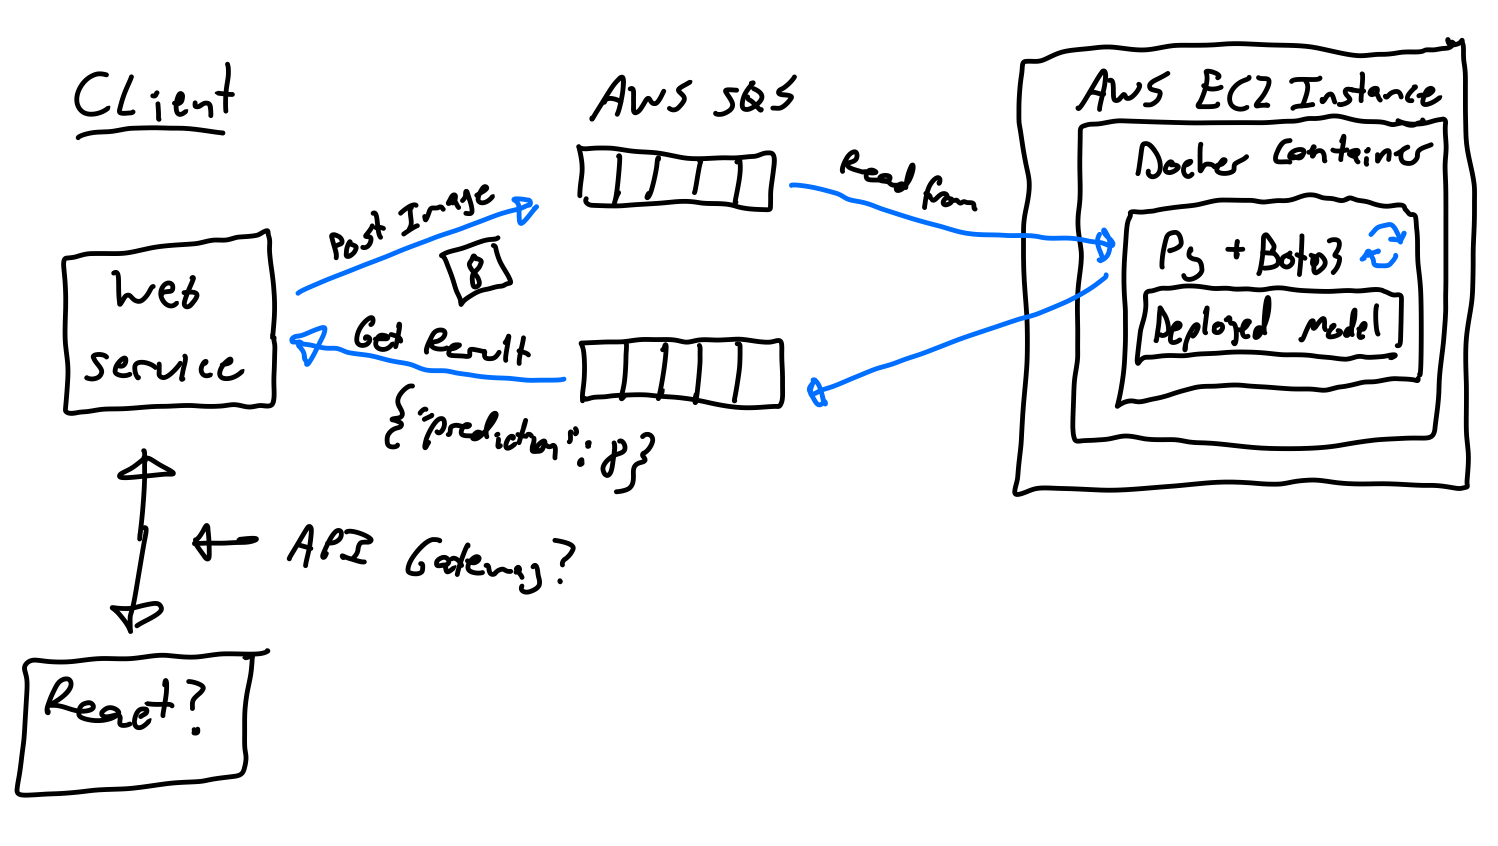 CLient
Web
service
Post Image
8
Get Result
{"prediction": 8}
AWS SQS
Read from
AWS EC2 Instance
Docker Container
Py + Boto3
Deployed Model
API Gateway?
React?